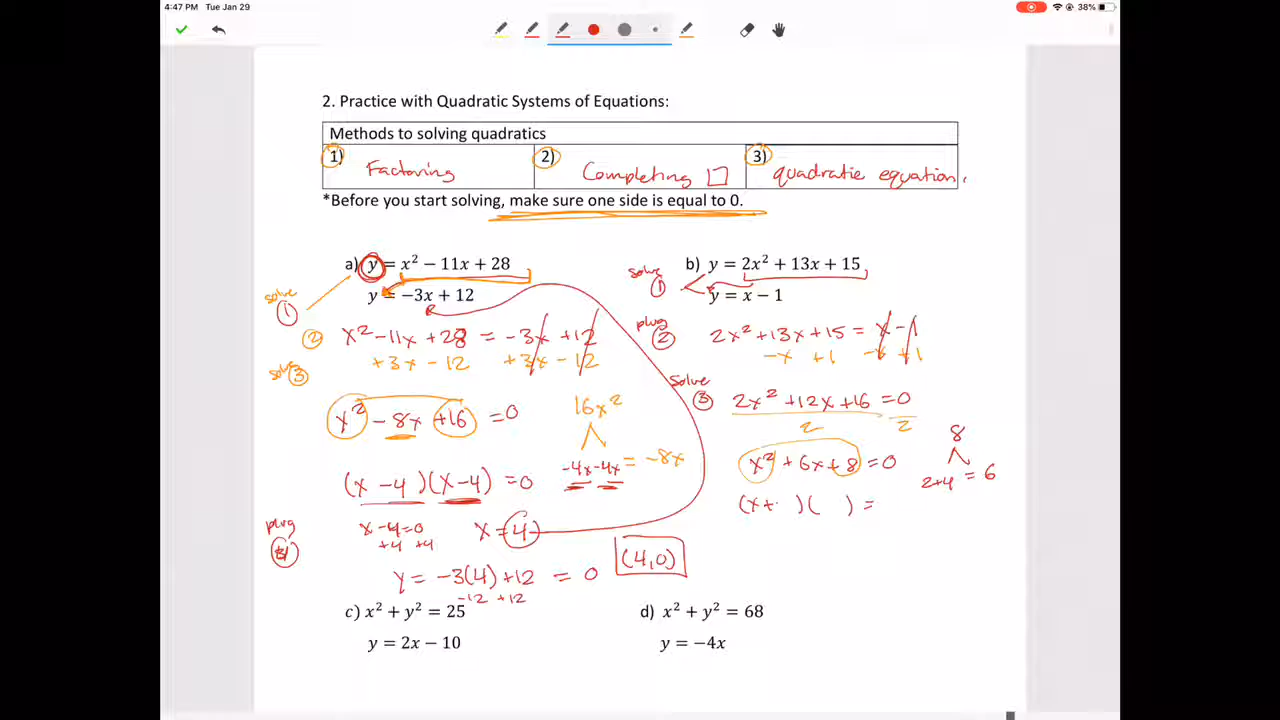 4:47 PM Tue Jan 29
38%
2. Practice with Quadratic Systems of Equations:
Methods to solving quadratics
1) Factoring
2) Completing □
3) quadratic equation.
*Before you start solving, make sure one side is equal to 0.
a) y = x² − 11x + 28
y = −3x + 12
solve
①
② x² − 11x + 28 = −3x + 12
+3x − 12 +3x − 12
solve ③
x² − 8x + 16 = 0
16x²
−4x −4x = −8x
(x − 4)(x − 4) = 0
x − 4 = 0
+4 +4
x = 4
plug
y = −3(4) + 12 = 0
−12 + 12
(4,0)
b) y = 2x² + 13x + 15
y = x − 1
solve
①
plug
② 2x² + 13x + 15 = x − 1
−x +1 −x +1
solve
③ 2x² + 12x + 16 = 0
2 2
x² + 6x + 8 = 0
8
2+4 = 6
(x+ )( ) =
c) x² + y² = 25
y = 2x − 10
d) x² + y² = 68
y = −4x